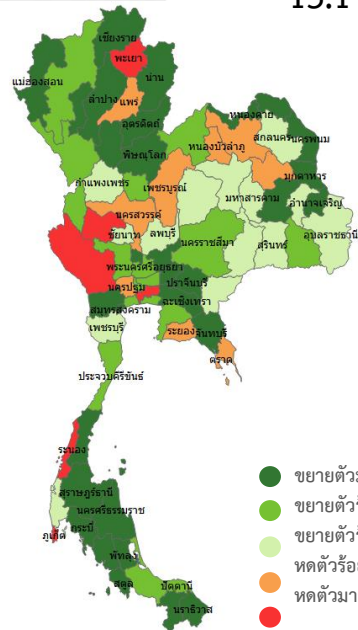 เชียงราย
พะเยา
แม่ฮ่องสอน
น่าน
ลำปาง
แพร่
อุตรดิตถ์
หนองคาย
พิษณุโลก
สกลนคร
นครพนม
หนองบัวลำภู
กำแพงเพชร
เพชรบูรณ์
มุกดาหาร
มหาสารคาม
อำนาจเจริญ
นครสวรรค์
ชัยนาท
ลพบุรี
นครราชสีมา
สุรินทร์
อุบลราชธานี
พระนครศรีอยุธยา
ปราจีนบุรี
นครปฐม
ฉะเชิงเทรา
สมุทรสงคราม
เพชรบุรี
ระยอง
จันทบุรี
ตราด
ประจวบคีรีขันธ์
ระนอง
สุราษฎร์ธานี
นครศรีธรรมราช
ภูเก็ต
กระบี่
พัทลุง
สตูล
ปัตตานี
นราธิวาส
ขยายตัว
ขยายตัว
ขยายตัว
หดตัวร้อย
หดตัวมา